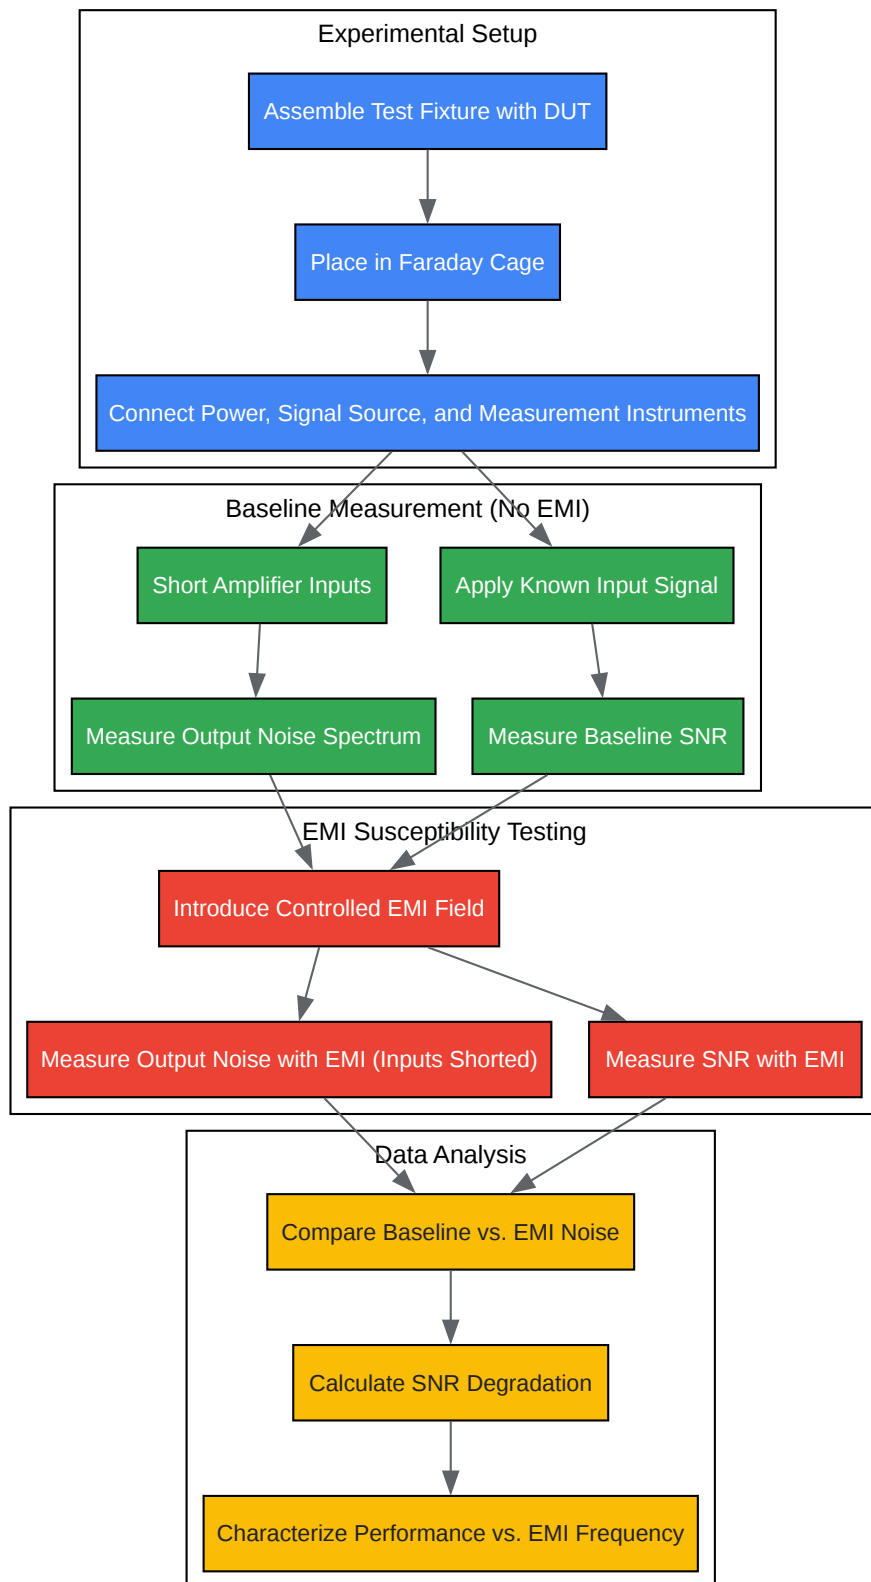 Experimental Setup
Assemble Test Fixture with DUT
Place in Faraday Cage
Connect Power, Signal Source, and Measurement Instruments
Baseline Measurement (No EMI)
Short Amplifier Inputs
Apply Known Input Signal
Measure Output Noise Spectrum
Measure Baseline SNR
EMI Susceptibility Testing
Introduce Controlled EMI Field
Measure Output Noise with EMI (Inputs Shorted)
Measure SNR with EMI
Data Analysis
Compare Baseline vs. EMI Noise
Calculate SNR Degradation
Characterize Performance vs. EMI Frequency